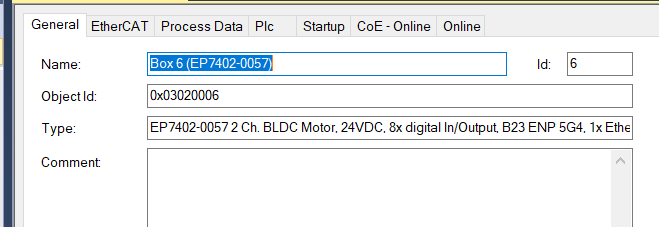 General EtherCAT Process Data Plc Startup CoE - Online Online
Name: Box 6 (EP7402-0057) Id: 6
Object Id: 0x03020006
Type: EP7402-0057 2 Ch. BLDC Motor, 24VDC, 8x digital In/Output, B23 ENP 5G4, 1x Ethe
Comment: